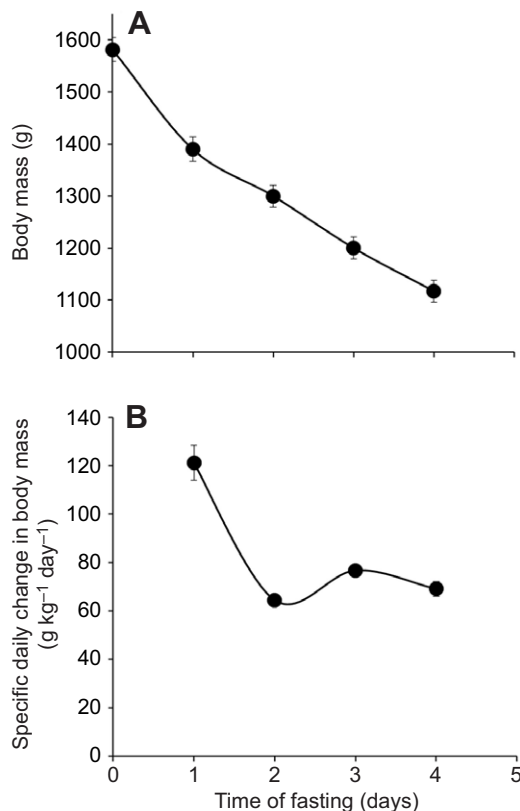 A
1600
1500
1400
1300
1200
1100
1000
Body mass (g)
B
140
120
100
80
60
40
20
0
Specific daily change in body mass
(g kg⁻¹ day⁻¹)
0 1 2 3 4 5
Time of fasting (days)